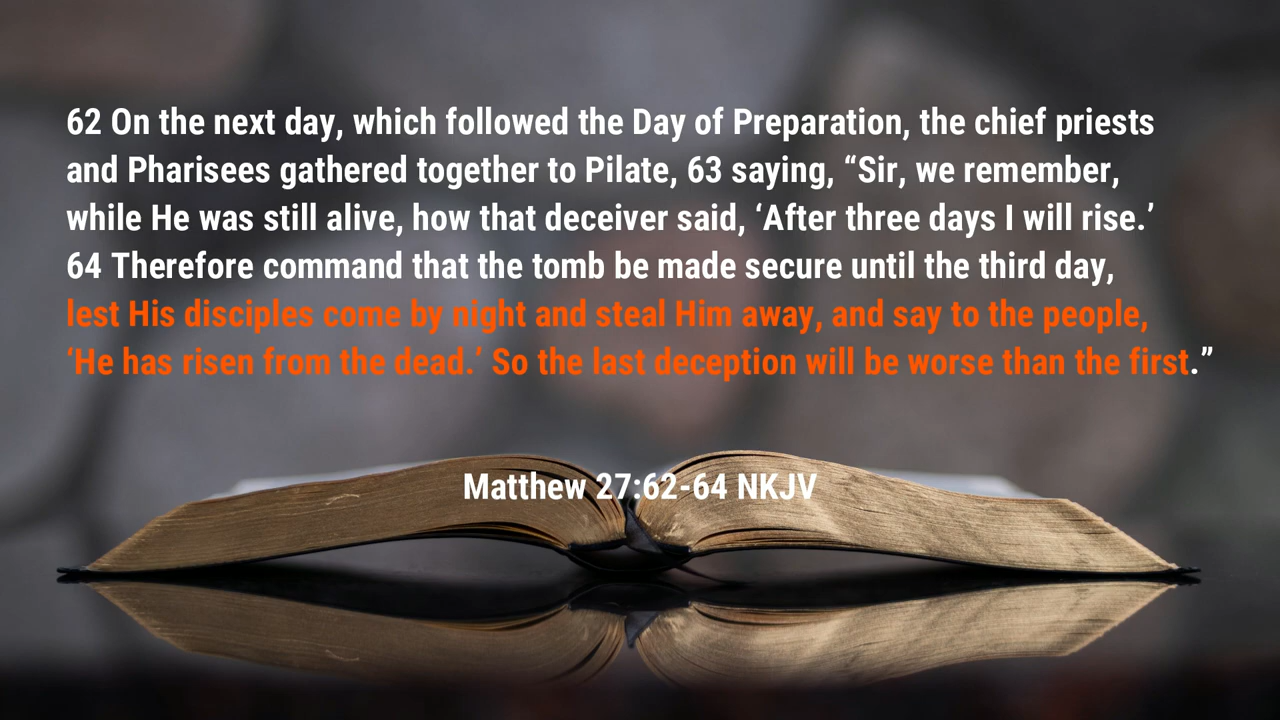 62 On the next day, which followed the Day of Preparation, the chief priests
and Pharisees gathered together to Pilate, 63 saying, “Sir, we remember,
while He was still alive, how that deceiver said, ‘After three days I will rise.’
64 Therefore command that the tomb be made secure until the third day,
lest His disciples come by night and steal Him away, and say to the people,
‘He has risen from the dead.’ So the last deception will be worse than the first.”
Matthew 27:62-64 NKJV